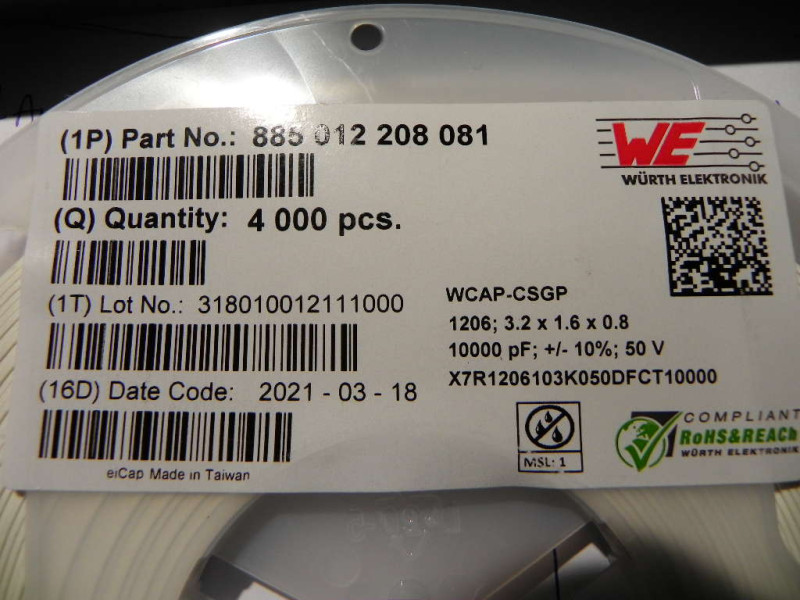 (1P) Part No.: 885 012 208 081
WE
WÜRTH ELEKTRONIK
(Q) Quantity: 4 000 pcs.
(1T) Lot No.: 318010012111000
WCAP-CSGP
1206; 3.2 x 1.6 x 0.8
10000 pF; +/- 10%; 50 V
X7R1206103K050DFCT10000
(16D) Date Code: 2021 - 03 - 18
MSL: 1
COMPLIANT
RoHS&REACh
WÜRTH ELEKTRONIK
eiCap Made in Taiwan